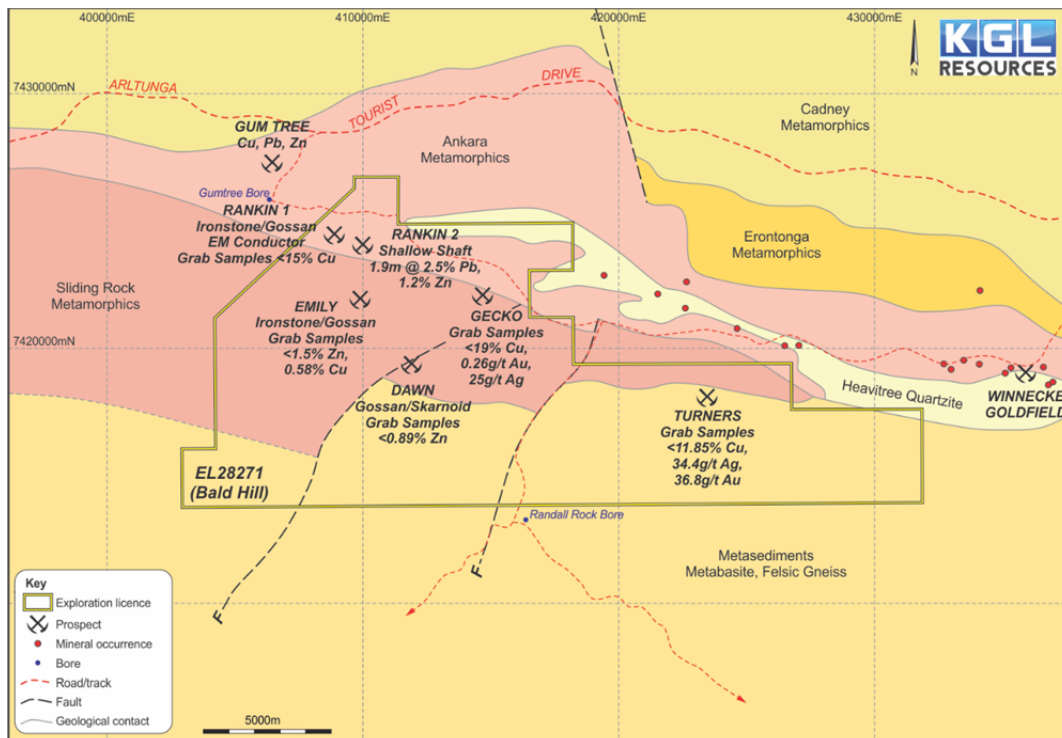 400000mE
410000mE
420000mE
430000mE
KGL
RESOURCES
N
7430000mN
ARLTUNGA
TOURIST
DRIVE
Cadney
Metamorphics
GUM TREE
Cu, Pb, Zn
Ankara
Metamorphics
Gumtree Bore
RANKIN 1
Ironstone/Gossan
EM Conductor
Grab Samples <15% Cu
RANKIN 2
Shallow Shaft
1.9m @ 2.5% Pb,
1.2% Zn
Erontonga
Metamorphics
Sliding Rock
Metamorphics
EMILY
Ironstone/Gossan
Grab Samples
<1.5% Zn,
0.58% Cu
GECKO
Grab Samples
<19% Cu,
0.26g/t Au,
25g/t Ag
7420000mN
DAWN
Gossan/Skarnoid
Grab Samples
<0.89% Zn
TURNERS
Grab Samples
<11.85% Cu,
34.4g/t Ag,
36.8g/t Au
Heavitree Quartzite
WINNECKE
GOLDFIELD
EL28271
(Bald Hill)
Randall Rock Bore
Metasediments
Metabasite, Felsic Gneiss
F
F
Key
Exploration licence
Prospect
Mineral occurrence
Bore
Road/track
Fault
Geological contact
5000m